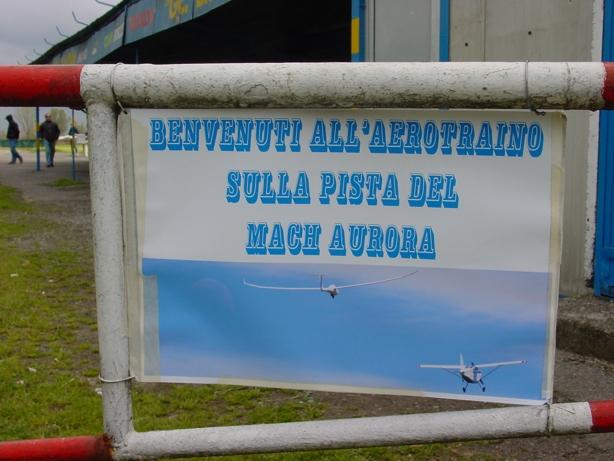 BENVENUTI ALL'AEROTRAINO
SULLA PISTA DEL
MACH AURORA